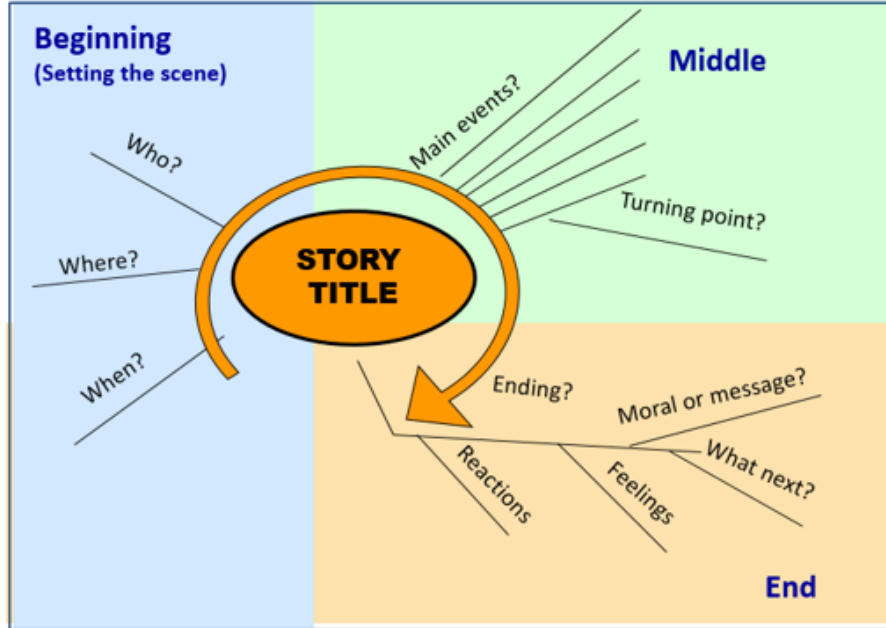 Beginning
(Setting the scene)
Who?
Where?
When?
STORY
TITLE
Middle
Main events?
Turning point?
Ending?
Reactions
Feelings
Moral or message?
What next?
End